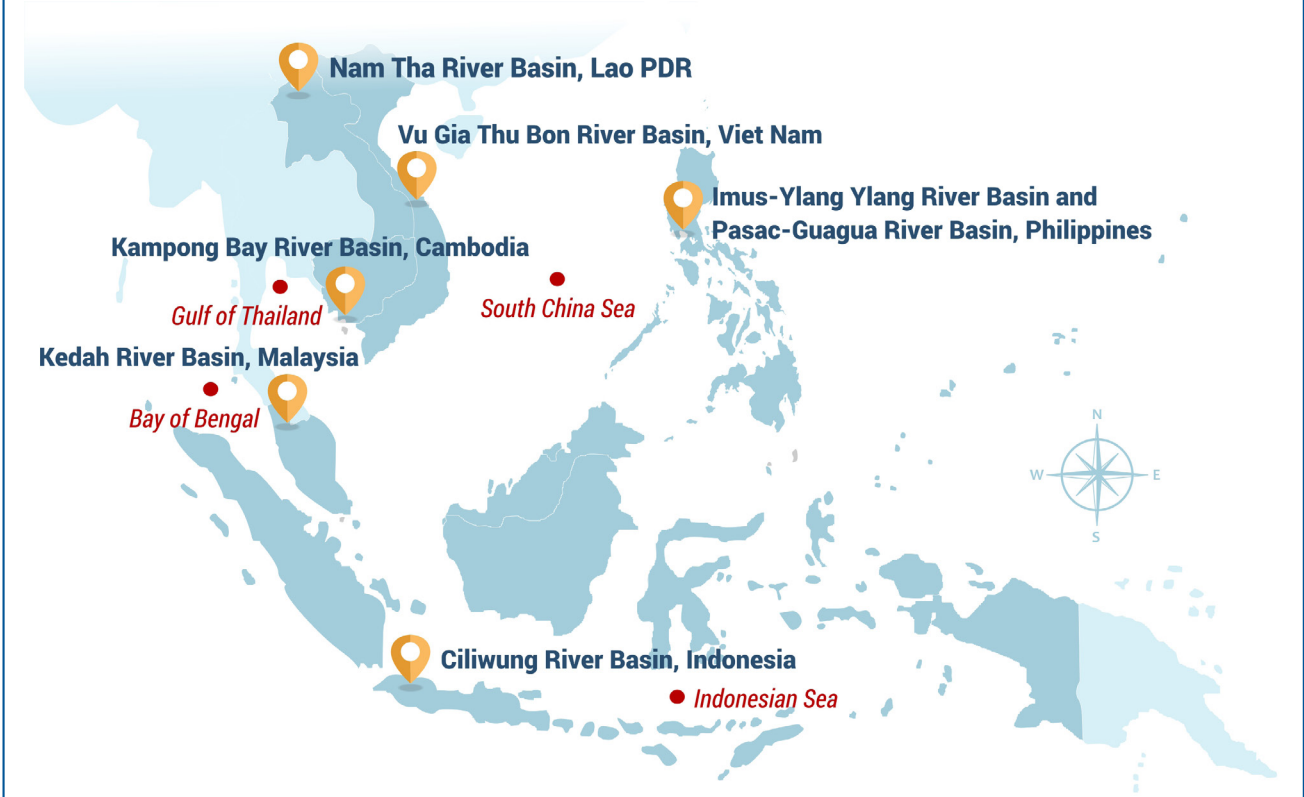 Nam Tha River Basin, Lao PDR
Vu Gia Thu Bon River Basin, Viet Nam
Imus-Ylang Ylang River Basin and
Pasac-Guagua River Basin, Philippines
Kampong Bay River Basin, Cambodia
Gulf of Thailand
South China Sea
Kedah River Basin, Malaysia
Bay of Bengal
N
W
E
S
Ciliwung River Basin, Indonesia
Indonesian Sea